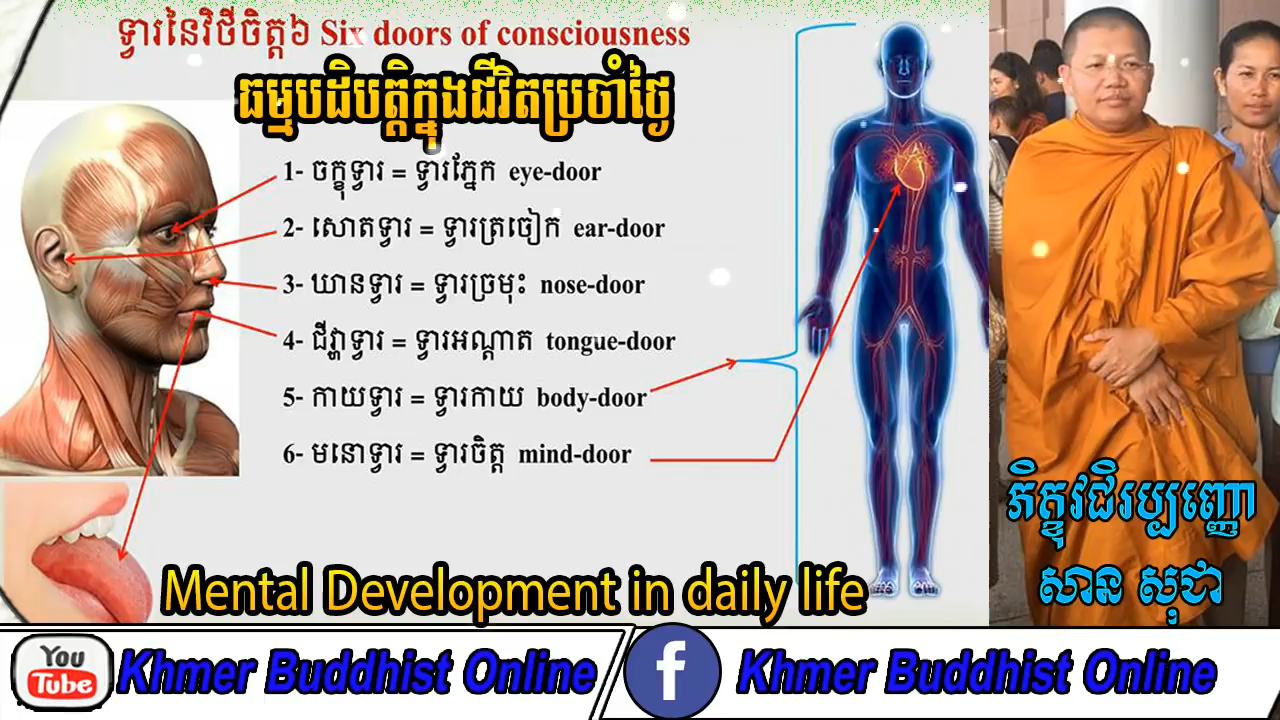 ទ្វារនៃវិថីចិត្ត៦ Six doors of consciousness
ធម្មបដិបត្តិក្នុងជីវិតប្រចាំថ្ងៃ
1- ចក្ខុទ្វារ = ទ្វារភ្នែក eye-door
2- សោតទ្វារ = ទ្វារត្រចៀក ear-door
3- ឃានទ្វារ = ទ្វារច្រមុះ nose-door
4- ជីវ្ហាទ្វារ = ទ្វារអណ្តាត tongue-door
5- កាយទ្វារ = ទ្វារកាយ body-door
6- មនោទ្វារ = ទ្វារចិត្ត mind-door
Mental Development in daily life
ភិក្ខុវជិរប្បញ្ញោ
សាន សុជា
You Tube Khmer Buddhist Online
f Khmer Buddhist Online